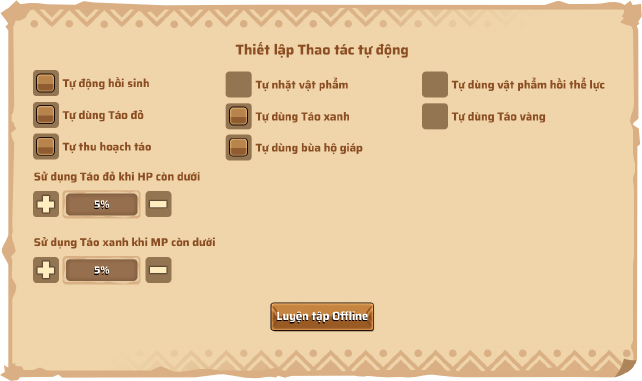 Thiết lập Thao tác tự động
Tự động hồi sinh
Tự nhặt vật phẩm
Tự dùng vật phẩm hồi thể lực
Tự dùng Táo đỏ
Tự dùng Táo xanh
Tự dùng Táo vàng
Tự thu hoạch táo
Tự dùng bùa hộ giáp
Sử dụng Táo đỏ khi HP còn dưới
5%
Sử dụng Táo xanh khi MP còn dưới
5%
Luyện tập Offline